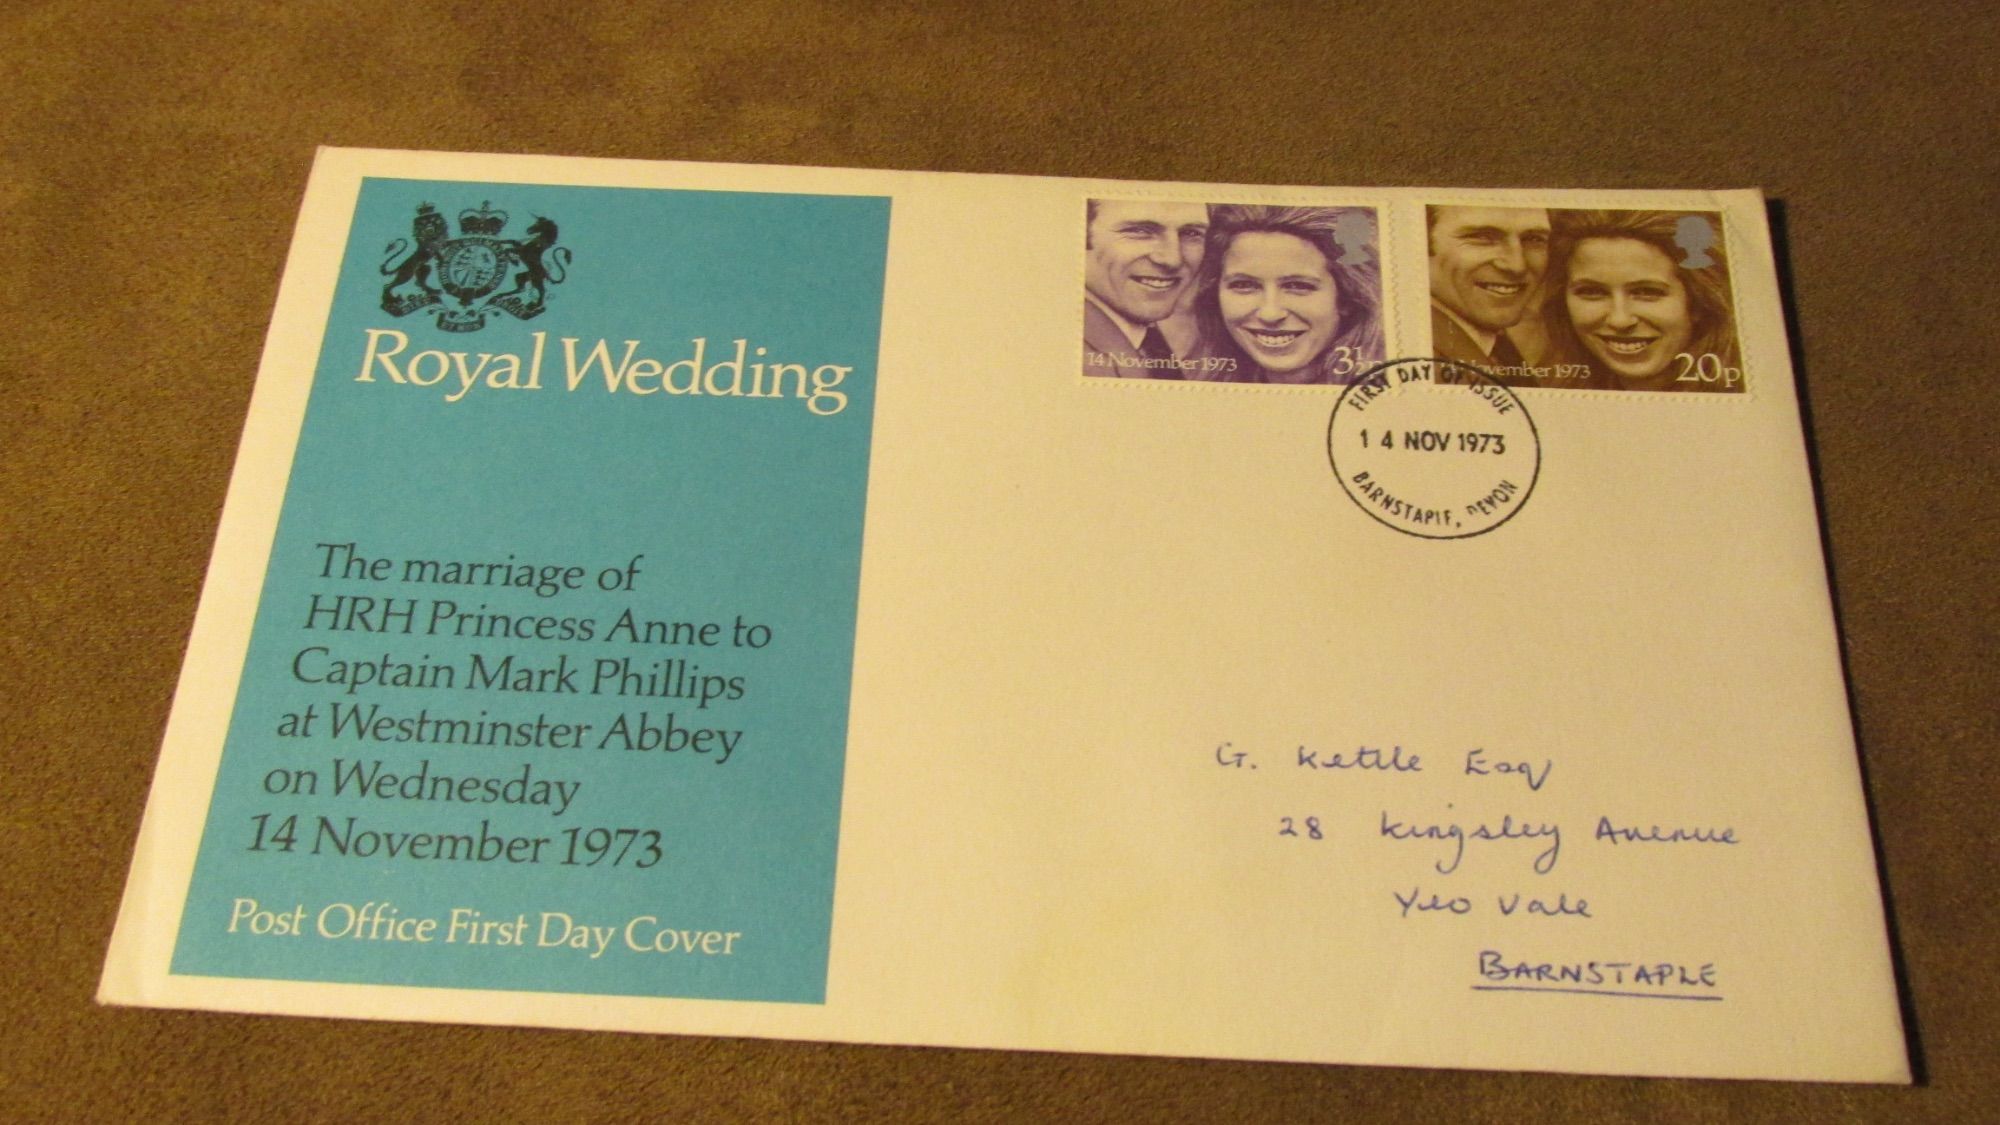 Royal Wedding
The marriage of
HRH Princess Anne to
Captain Mark Phillips
at Westminster Abbey
on Wednesday
14 November 1973
Post Office First Day Cover
14 November 1973
3½
November 1973
20p
FIRST DAY OF ISSUE
14 NOV 1973
BARNSTAPLE, DEVON
G. Kettle Esq
28 Kingsley Avenue
Yeo Vale
BARNSTAPLE